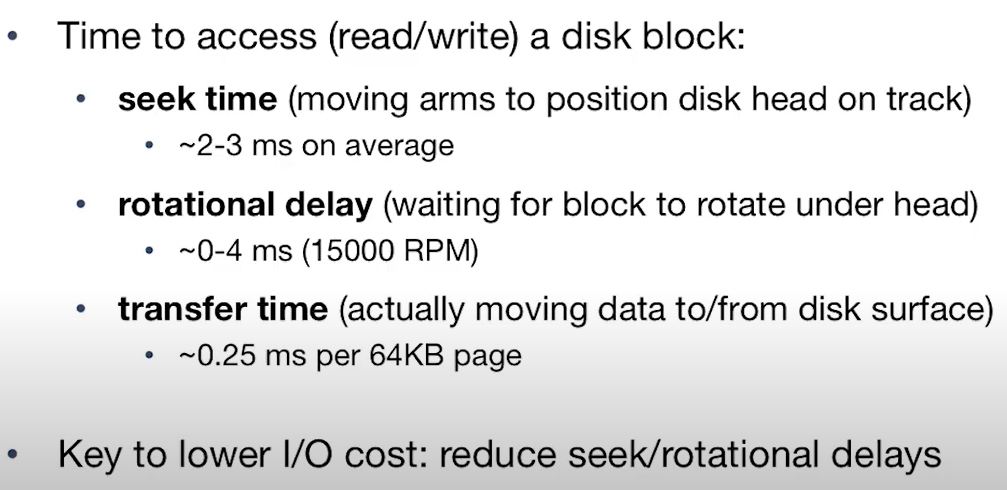 • Time to access (read/write) a disk block:
• seek time (moving arms to position disk head on track)
• ~2-3 ms on average
• rotational delay (waiting for block to rotate under head)
• ~0-4 ms (15000 RPM)
• transfer time (actually moving data to/from disk surface)
• ~0.25 ms per 64KB page
• Key to lower I/O cost: reduce seek/rotational delays